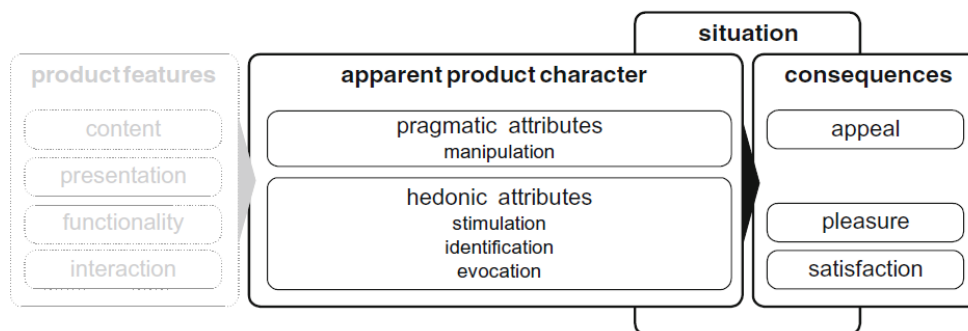 situation
product features
content
presentation
functionality
interaction
apparent product character
pragmatic attributes
manipulation
hedonic attributes
stimulation
identification
evocation
consequences
appeal
pleasure
satisfaction